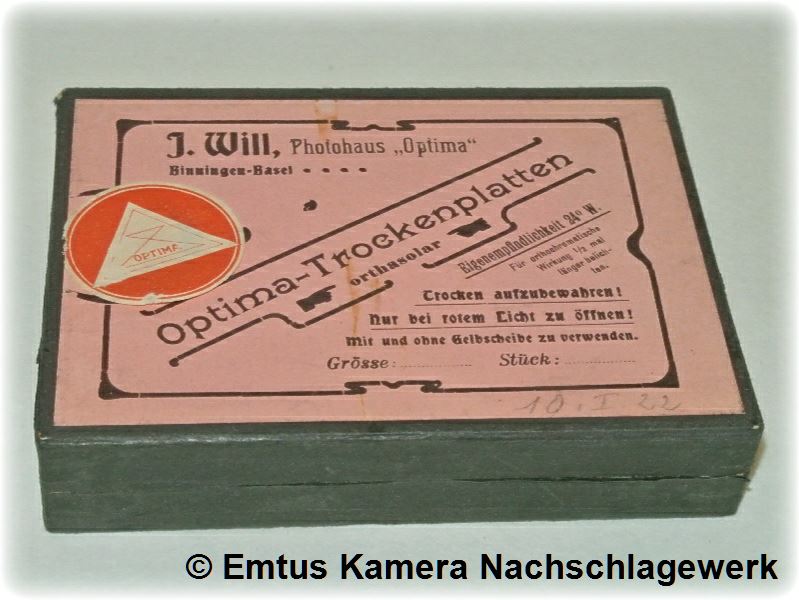 J. Will, Photohaus „Optima“
Binningen-Basel
OPTIMA
Optima-Trockenplatten
orthasolar
Eigenempfindlichkeit 24° W.
Für orthochromatische
Wirkung 1/2 mal
länger belich-
ten.
Trocken aufzubewahren!
Nur bei rotem Licht zu öffnen!
Mit und ohne Gelbscheibe zu verwenden.
Grösse: Stück:
10. I 22
© Emtus Kamera Nachschlagewerk